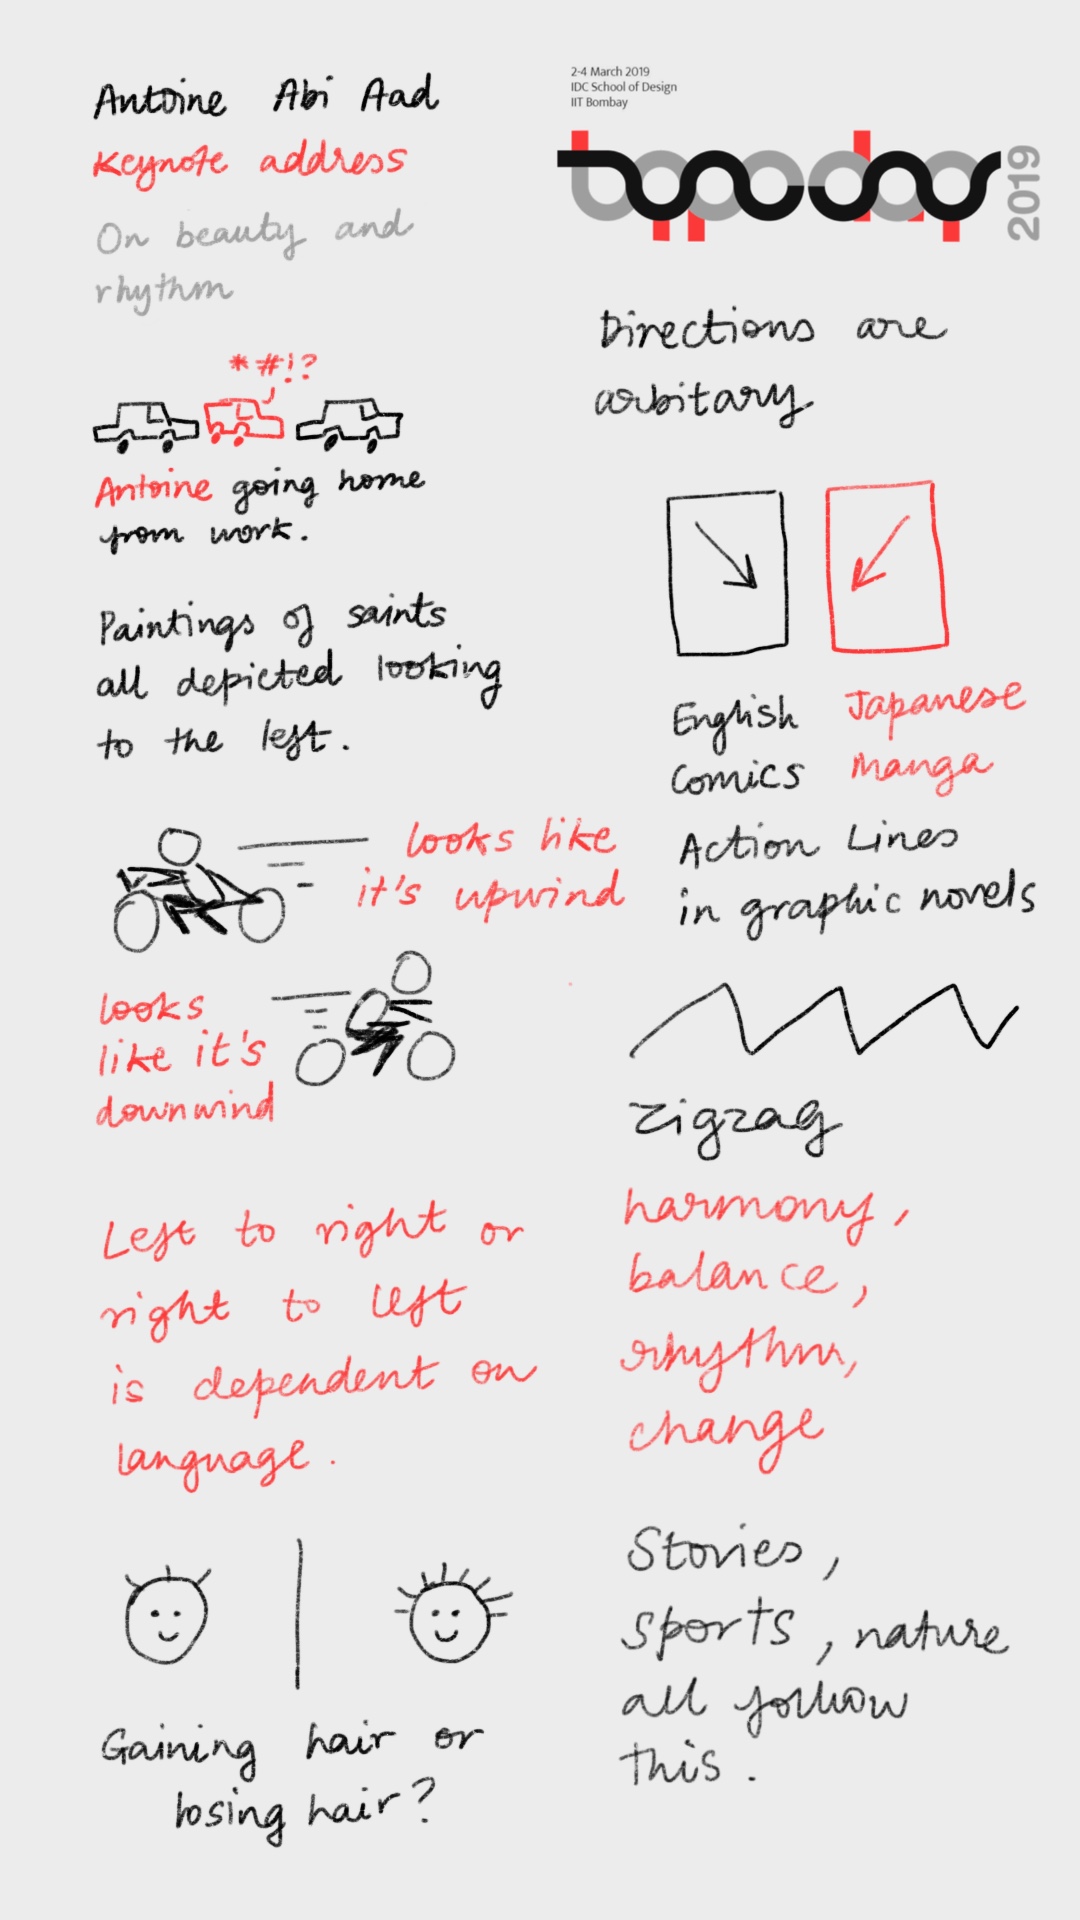 Antoine Abi Aad
Keynote address
On beauty and
rhythm
*#!?
Antoine going home
from work.
Paintings of saints
all depicted looking
to the left.
looks like
it's upwind
looks
like it's
downwind
Left to right or
right to left
is dependent on
language.
Gaining hair or
losing hair?
2-4 March 2019
IDC School of Design
IIT Bombay
typoday
2019
Directions are
arbitary
English
Comics
Japanese
Manga
Action Lines
in graphic novels
zigzag
harmony,
balance,
rhythm,
change
Stories,
sports, nature
all follow
this.